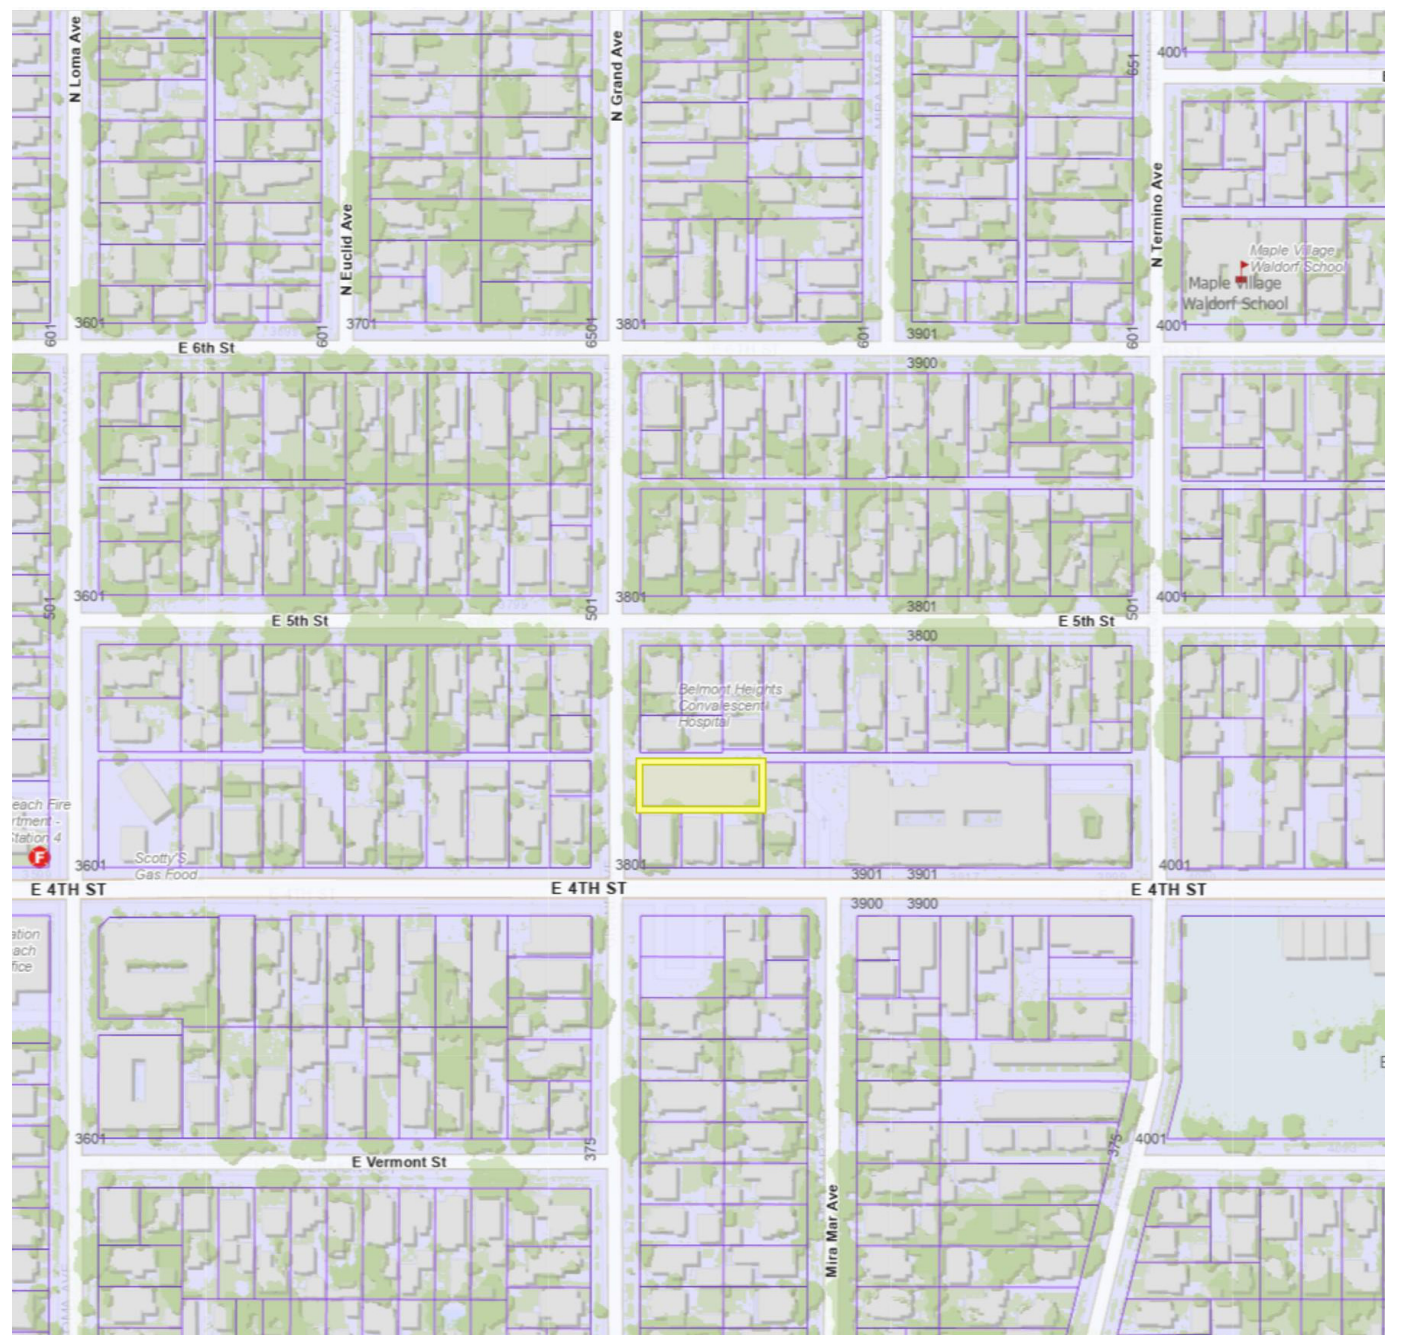 N Loma Ave
N Grand Ave
651
4001
N Euclid Ave
N Termino Ave
Maple Village
Waldorf School
Maple Village
Waldorf School
601
3601
601
3701
6501
3801
601
3901
601
4001
E 6th St
3900
501
3601
501
3801
3801
501
4001
E 5th St
E 5th St
3800
Belmont Heights
Convalescent
Hospital
each Fire
rtment -
Station 4
F
Scotty'S
Gas Food
3601
3801
3901
3901
4001
E 4TH ST
E 4TH ST
E 4TH ST
3900
3900
ation
each
ffice
E
3601
375
375
4001
E Vermont St
Mira Mar Ave